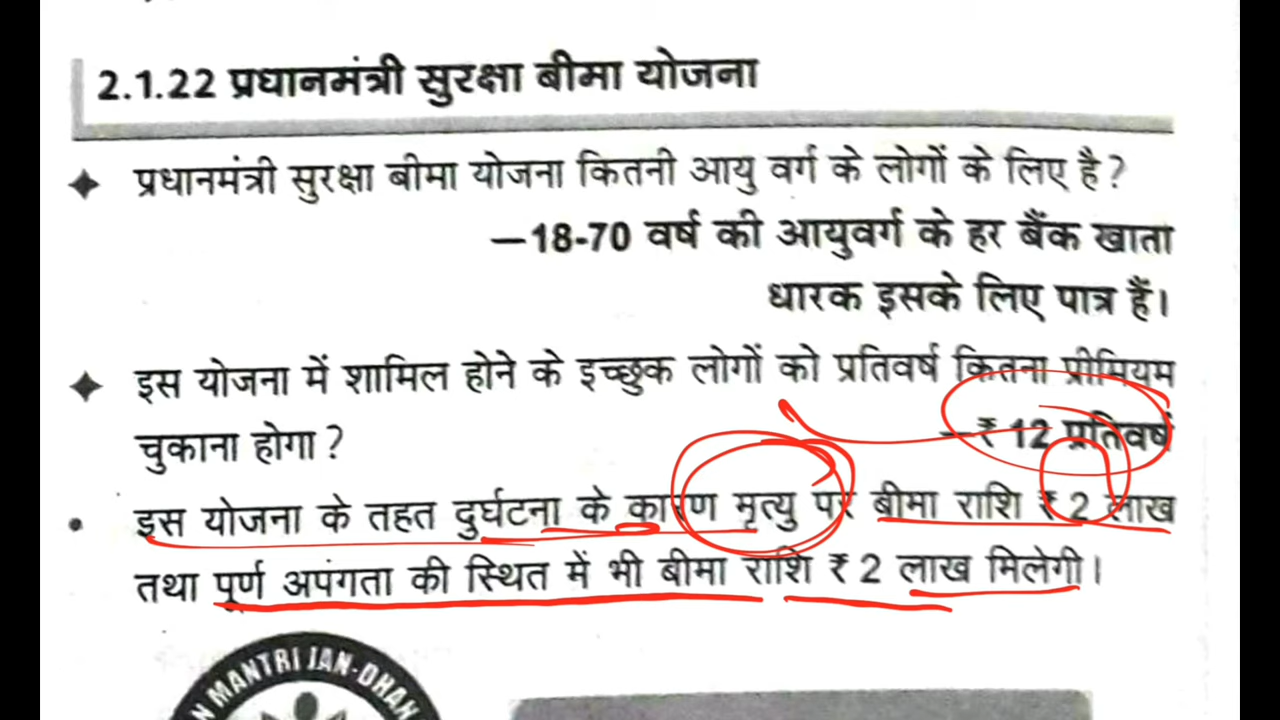 2.1.22 प्रधानमंत्री सुरक्षा बीमा योजना
✦ प्रधानमंत्री सुरक्षा बीमा योजना कितनी आयु वर्ग के लोगों के लिए है?
—18-70 वर्ष की आयुवर्ग के हर बैंक खाता
धारक इसके लिए पात्र हैं।
✦ इस योजना में शामिल होने के इच्छुक लोगों को प्रतिवर्ष कितना प्रीमियम
चुकाना होगा? —₹ 12 प्रतिवर्ष
• इस योजना के तहत दुर्घटना के कारण मृत्यु पर बीमा राशि ₹ 2 लाख
तथा पूर्ण अपंगता की स्थित में भी बीमा राशि ₹ 2 लाख मिलेगी।
MANTRI JAN-DHAN